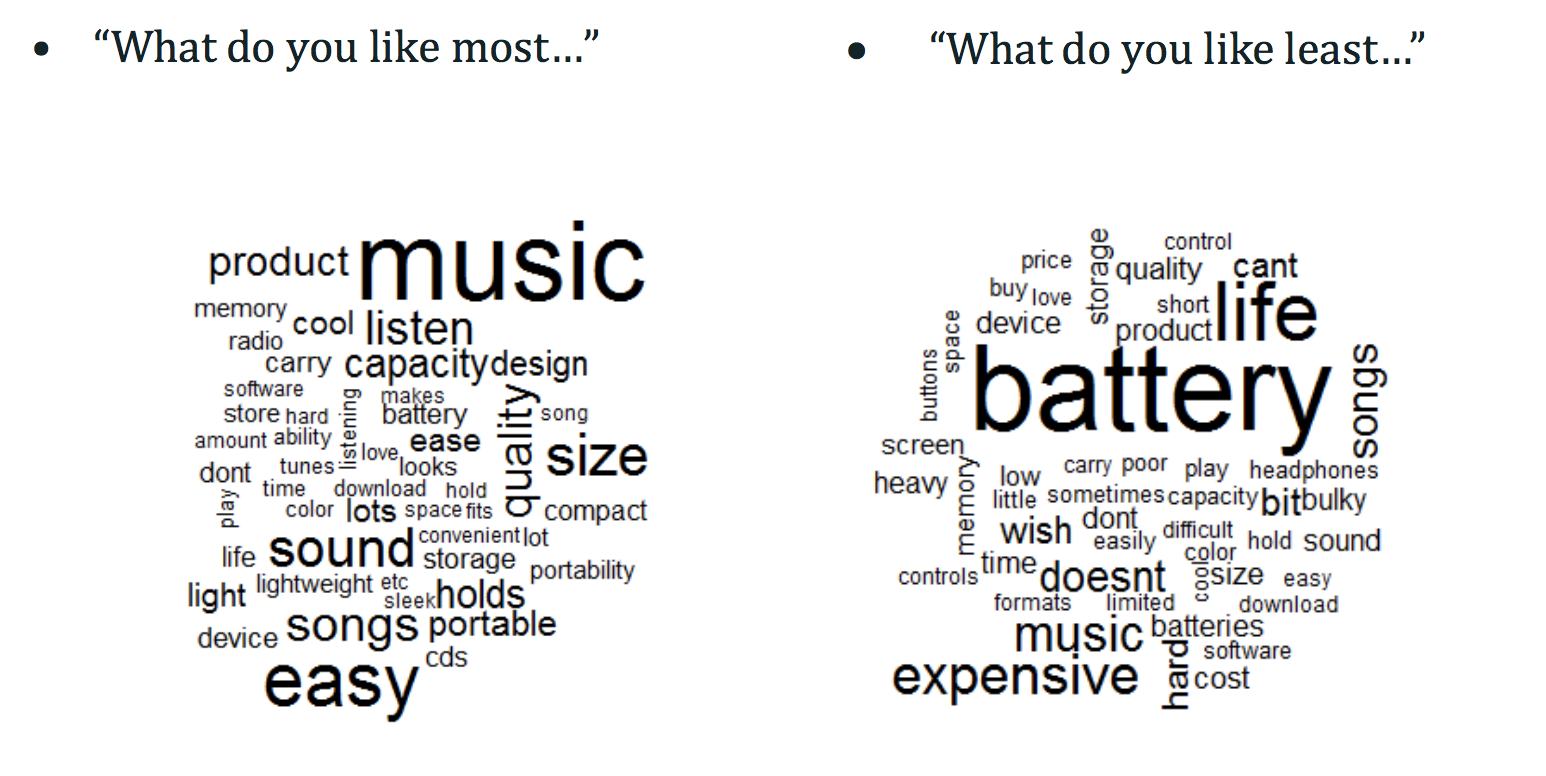 • “What do you like most...”
product music
memory cool listen
radio
carry capacity design
software makes
store hard listening battery quality song
amount ability love ease size
dont tunes looks
play time download hold
color lots space fits compact
convenient lot
life sound storage
portability
light lightweight etc
sleek holds
device songs portable
cds
easy
• “What do you like least...”
control
price storage quality cant
buy love short life
device product
space
buttons battery songs
screen
heavy memory low carry poor play headphones
little sometimes capacity bit bulky
wish dont difficult
easily hold sound
color
time
controls doesnt cool size easy
formats limited download
music batteries
hard software
expensive cost